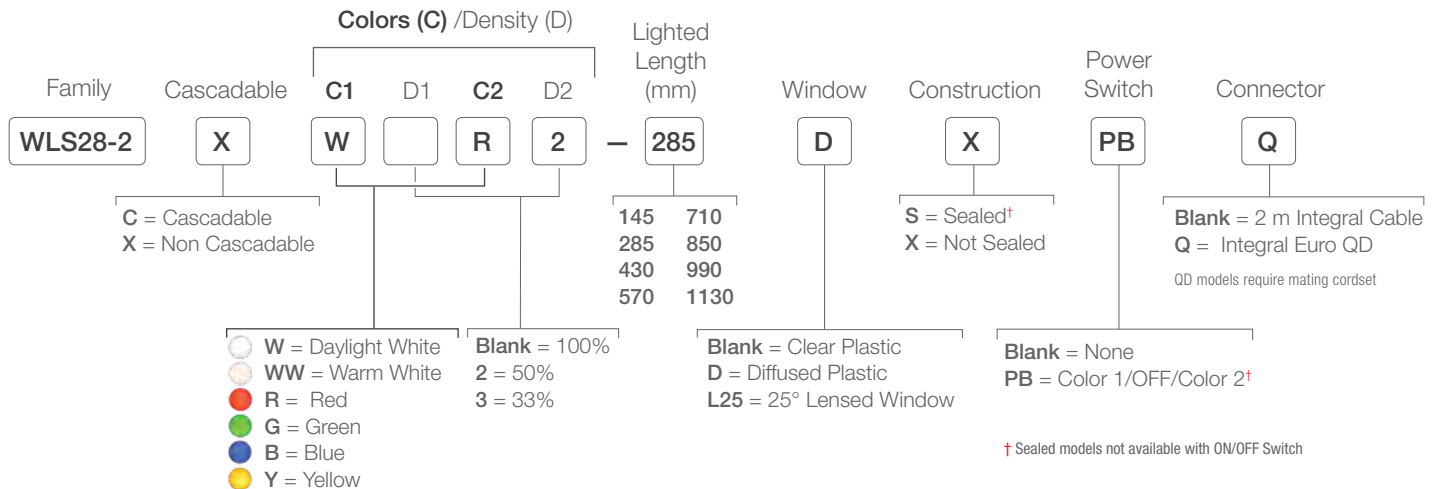 Colors (C) /Density (D)
Lighted
Length
(mm)
Power
Switch
Family
Cascadable
C1
D1
C2
D2
Window
Construction
Connector
WLS28-2
X
W
R
2
–
285
D
X
PB
Q
C = Cascadable
X = Non Cascadable
145 710
285 850
430 990
570 1130
S = Sealed†
X = Not Sealed
Blank = 2 m Integral Cable
Q = Integral Euro QD
QD models require mating cordset
W = Daylight White
WW = Warm White
R = Red
G = Green
B = Blue
Y = Yellow
Blank = 100%
2 = 50%
3 = 33%
Blank = Clear Plastic
D = Diffused Plastic
L25 = 25° Lensed Window
Blank = None
PB = Color 1/OFF/Color 2†
† Sealed models not available with ON/OFF Switch